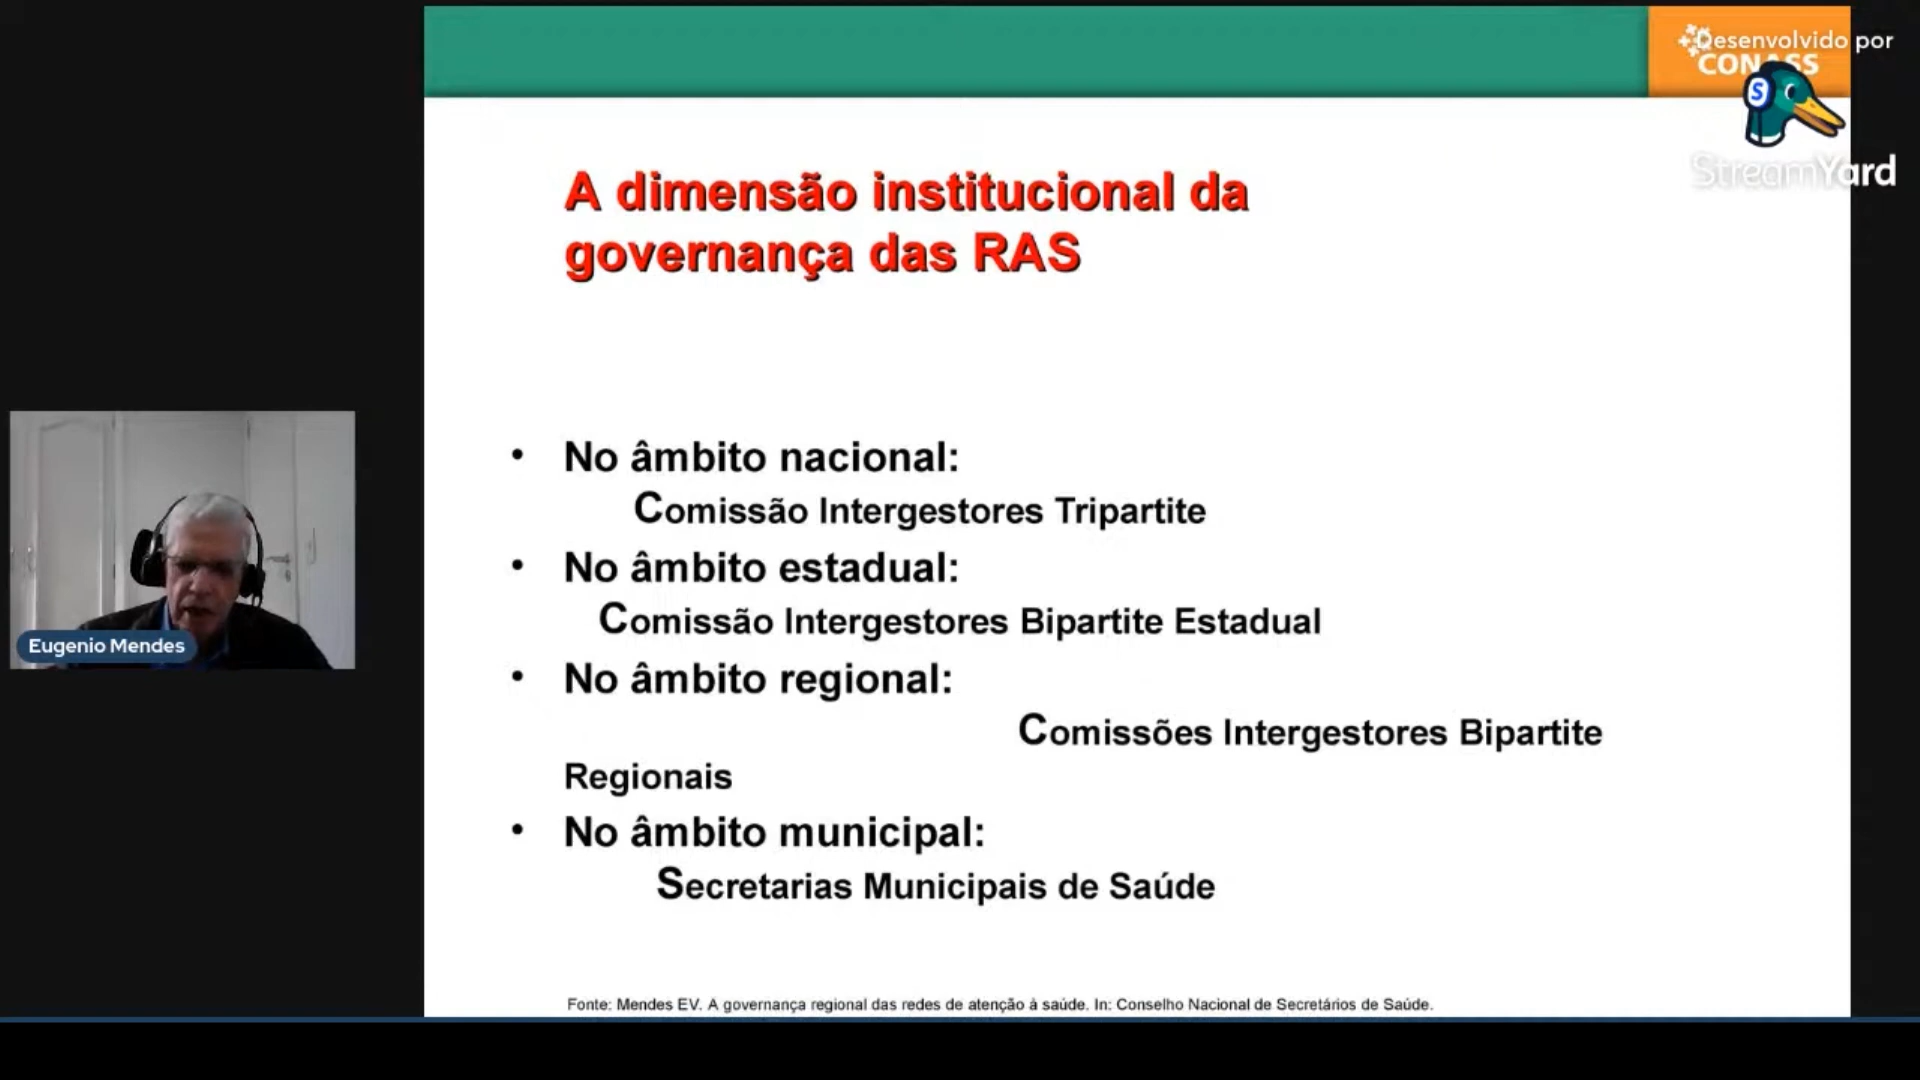 Desenvolvido por
CONASS
StreamYard
A dimensão institucional da
governança das RAS
• No âmbito nacional:
Comissão Intergestores Tripartite
• No âmbito estadual:
Comissão Intergestores Bipartite Estadual
• No âmbito regional:
Comissões Intergestores Bipartite
Regionais
• No âmbito municipal:
Secretarias Municipais de Saúde
Fonte: Mendes EV. A governança regional das redes de atenção à saúde. In: Conselho Nacional de Secretários de Saúde.
Eugenio Mendes